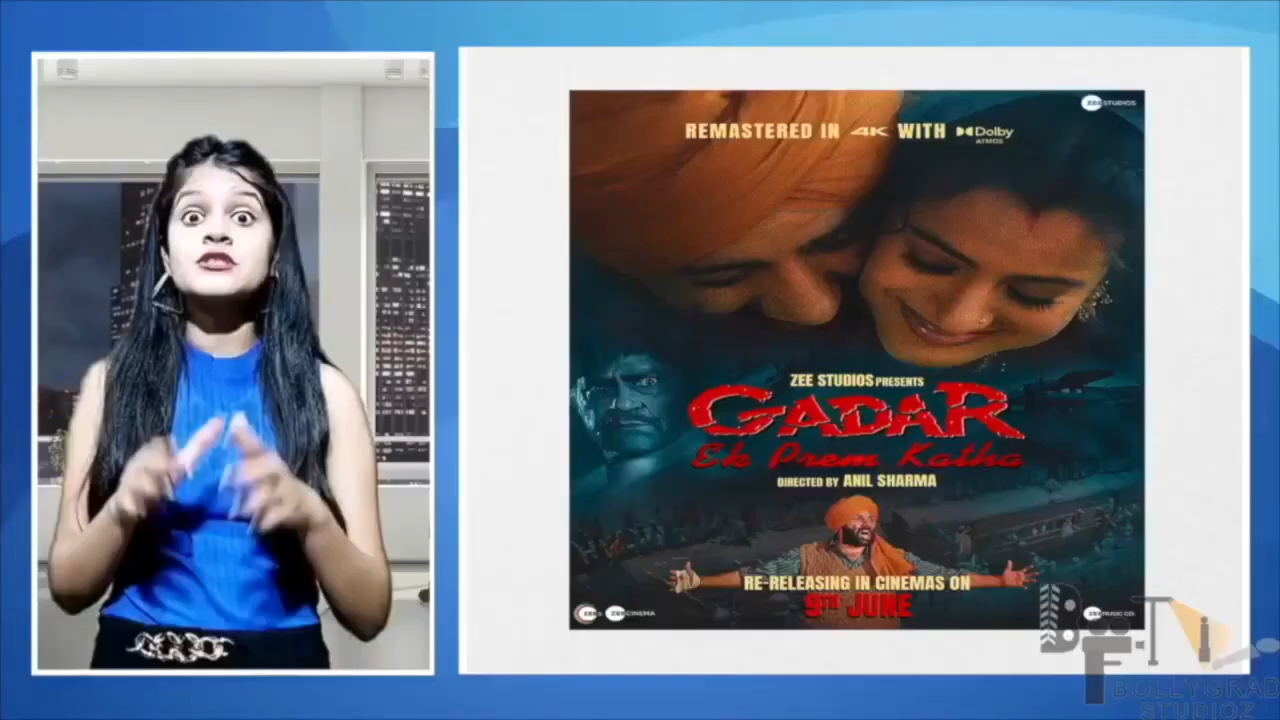 ZEE STUDIOS
REMASTERED IN 4K WITH Dolby
ATMOS
ZEE STUDIOS PRESENTS
GADAR
Ek Prem Katha
DIRECTED BY ANIL SHARMA
RE-RELEASING IN CINEMAS ON
9TH JUNE
ZEE5 ZEE CINEMA
ZEE MUSIC CO.
BOLLYGRAD
STUDIOZ